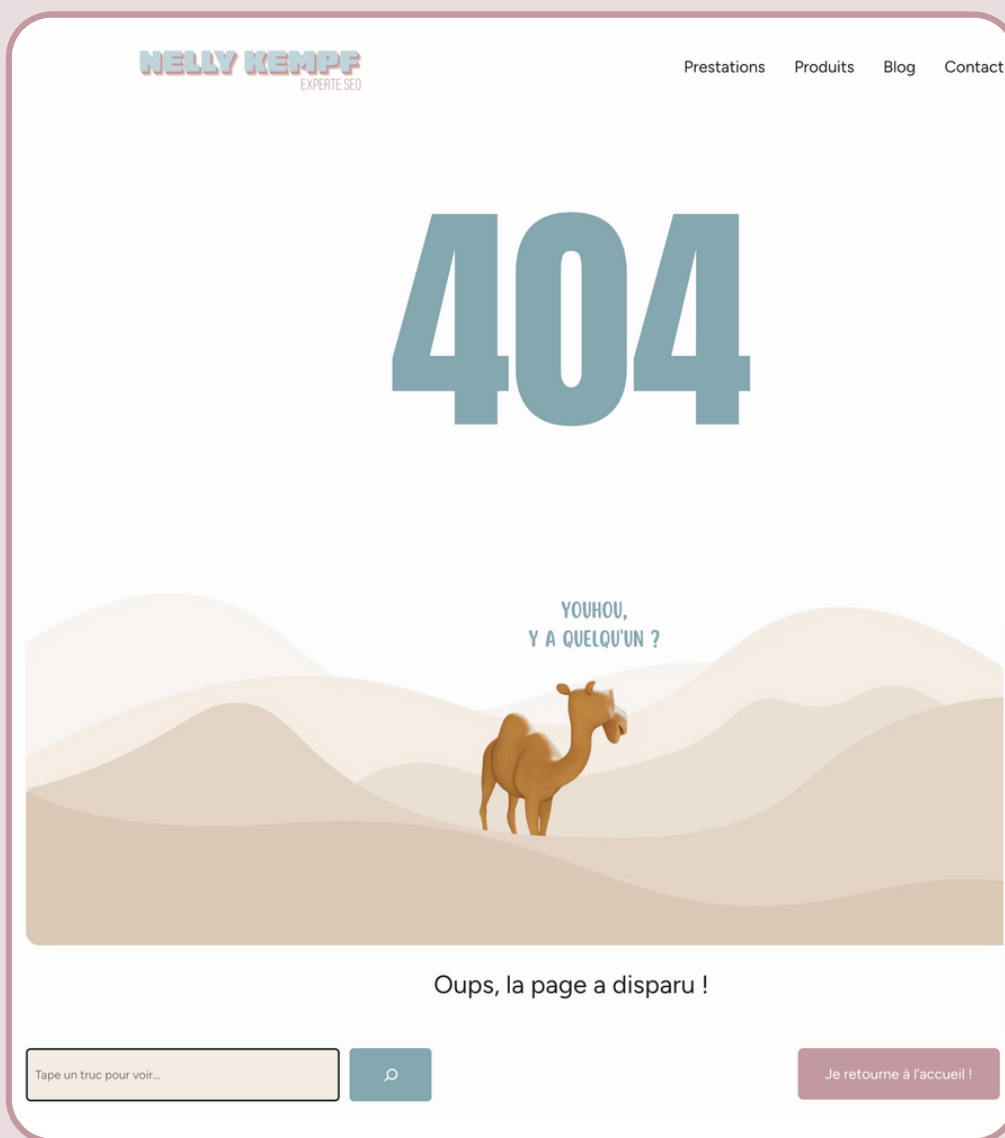 NELLY KEMPF
EXPERTE SEO
Prestations Produits Blog Contact
404
YOUHOU,
Y A QUELQU'UN ?
Oups, la page a disparu !
Tape un truc pour voir...
Je retourne à l'accueil !